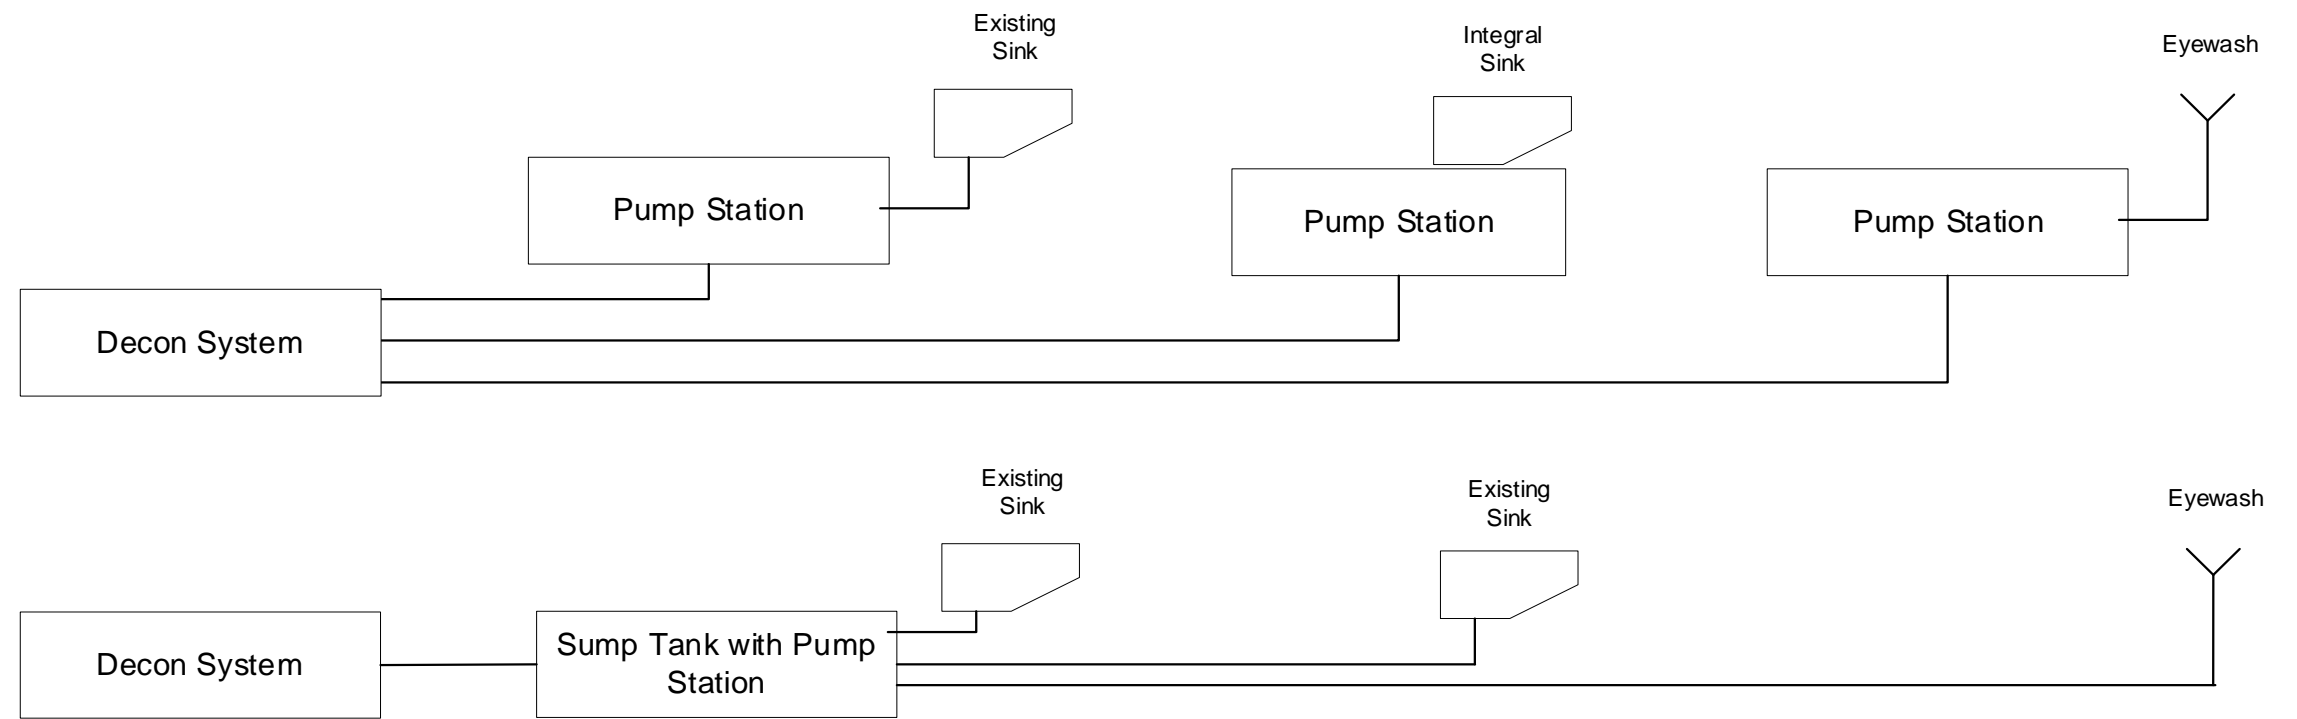 Existing
Sink
Integral
Sink
Eyewash
Pump Station
Pump Station
Pump Station
Decon System
Existing
Sink
Existing
Sink
Eyewash
Decon System
Sump Tank with Pump
Station